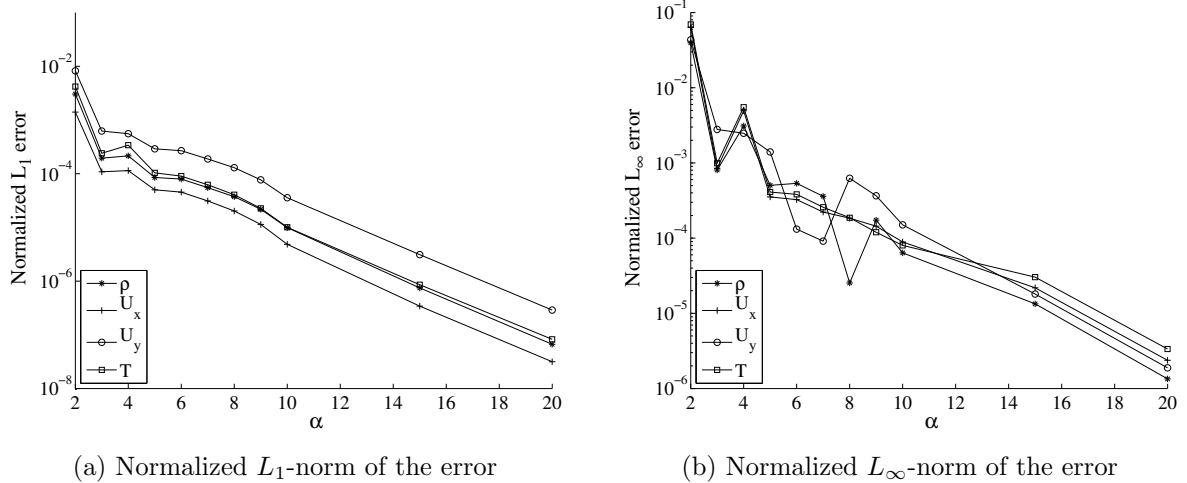 Normalized L₁ error
10⁻²
10⁻⁴
10⁻⁶
10⁻⁸
ρ
Uₓ
U_y
T
2 4 6 8 10 12 14 16 18 20
α
(a) Normalized L₁-norm of the error
Normalized L∞ error
10⁻¹
10⁻²
10⁻³
10⁻⁴
10⁻⁵
10⁻⁶
ρ
Uₓ
U_y
T
2 4 6 8 10 12 14 16 18 20
α
(b) Normalized L∞-norm of the error